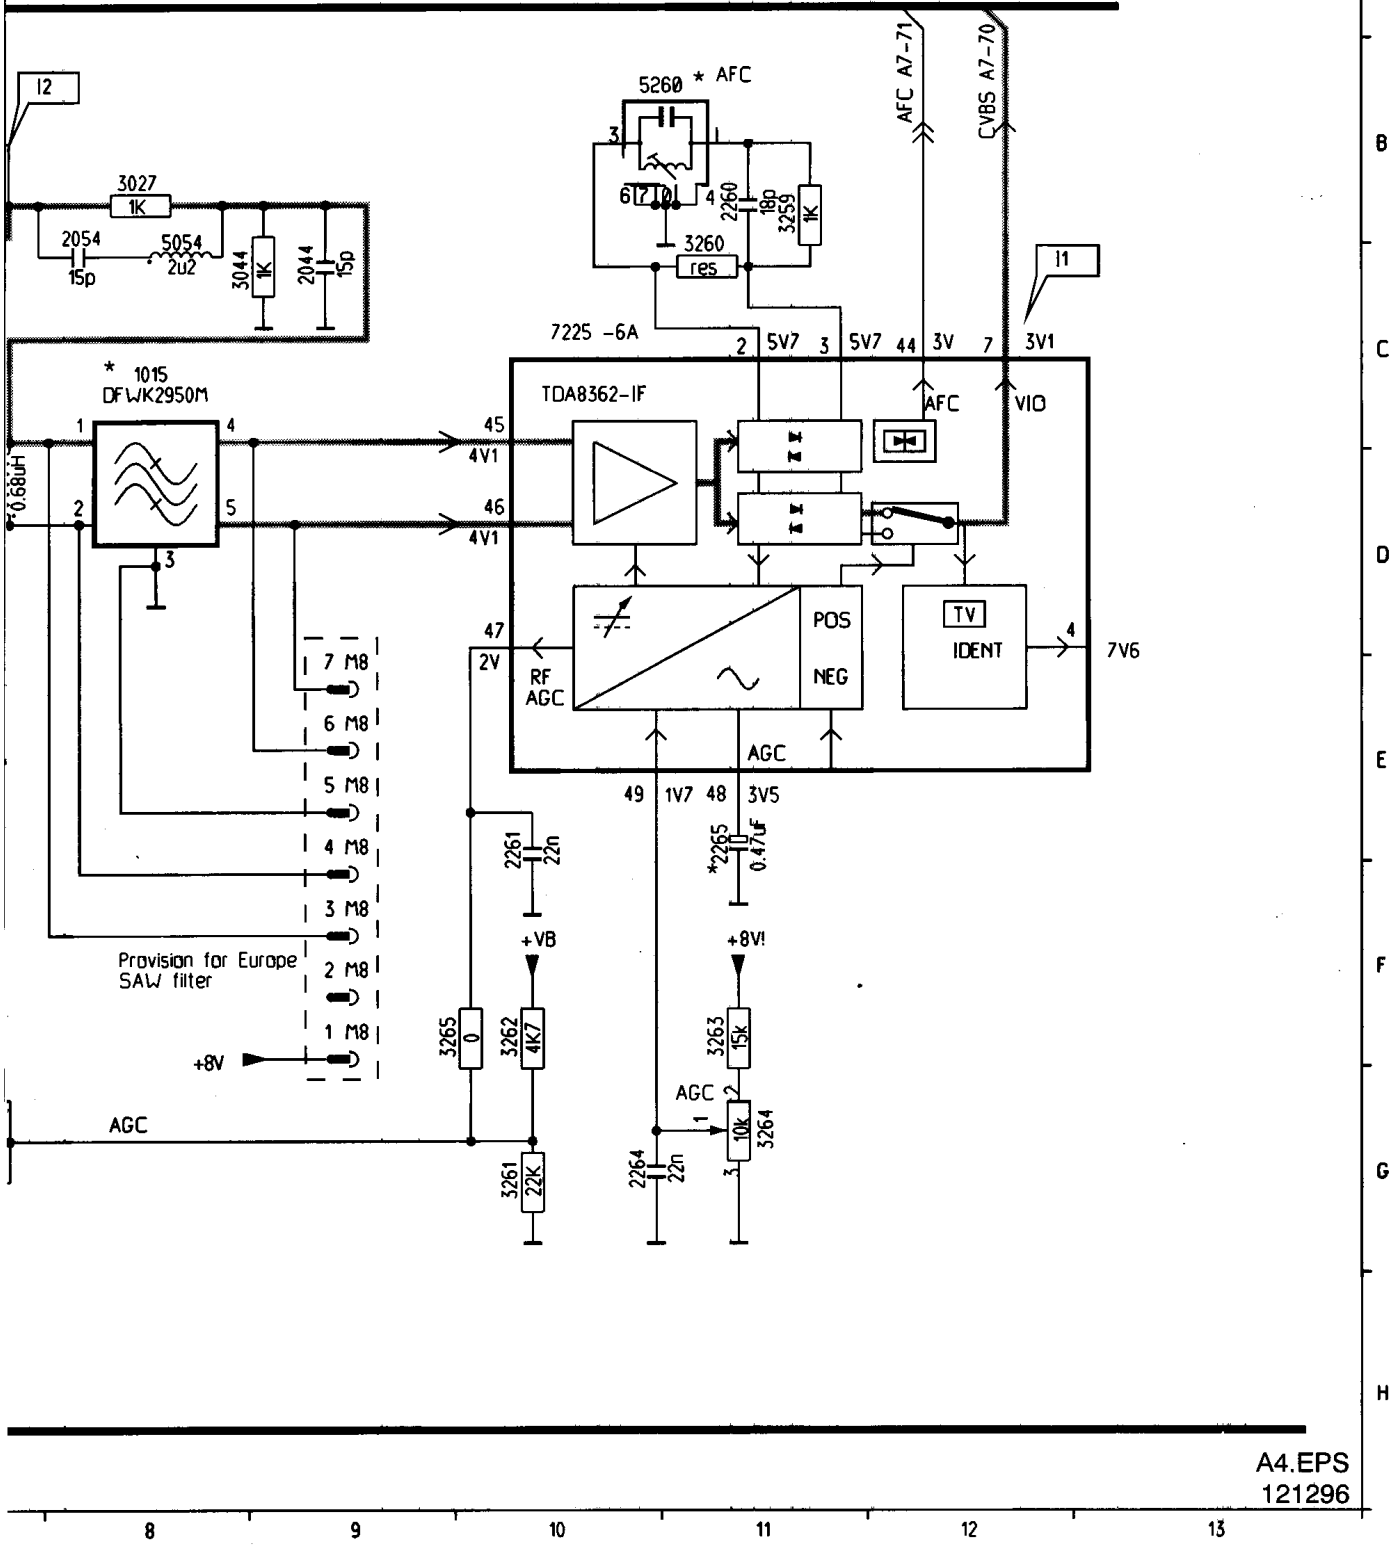 AFC A7-71
CVBS A7-70
I2
5260 * AFC
3
1
B
6 7 0 4
2260
18p
3259
1K
3027
1K
2054
15p
5054
2u2
3044
1K
2044
15p
3260
res
I1
7225 -6A
2 5V7 3 5V7 44 3V 7 3V1
C
* 1015
DFWK2950M
TDA8362-IF
AFC
VIO
1
4
45
4V1
0.68uH
2
5
46
4V1
3
D
TV
IDENT
4
7V6
POS
NEG
47
2V
RF
AGC
7 M8
6 M8
AGC
E
5 M8
49 1V7 48 3V5
4 M8
2261
22n
*2265
0.47uF
3 M8
+VB
+8V!
Provision for Europe
SAW filter
2 M8
F
1 M8
+8V
3265
0
3262
4K7
3263
15k
AGC
2
1
10k
3264
3
AGC
3261
22K
2264
22n
G
H
A4.EPS
121296
8 9 10 11 12 13